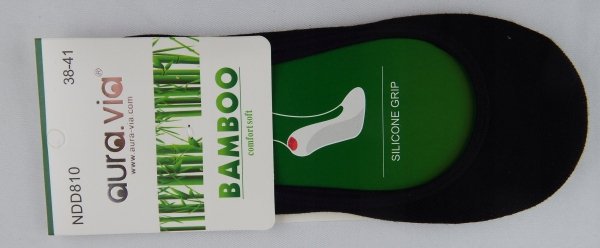 NDD810
38-41
aura.via®
www.aura-via.com
BAMBOO
comfort soft
SILICONE GRIP